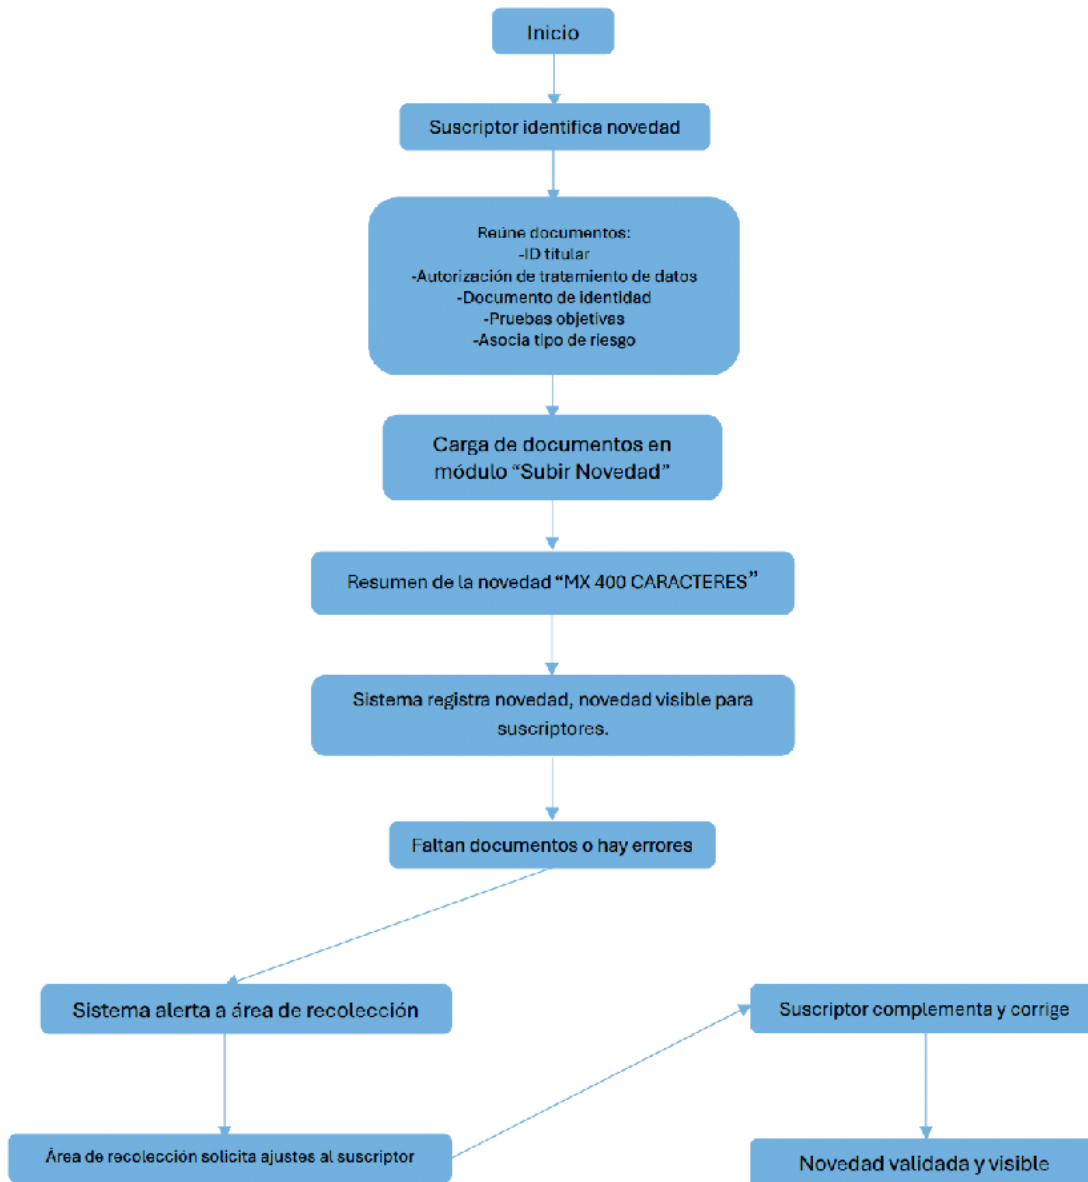 Inicio
Suscriptor identifica novedad
Reúne documentos:
-ID titular
-Autorización de tratamiento de datos
-Documento de identidad
-Pruebas objetivas
-Asocia tipo de riesgo
Carga de documentos en
módulo “Subir Novedad”
Resumen de la novedad “MX 400 CARACTERES”
Sistema registra novedad, novedad visible para
suscriptores.
Faltan documentos o hay errores
Sistema alerta a área de recolección
Suscriptor complementa y corrige
Área de recolección solicita ajustes al suscriptor
Novedad validada y visible